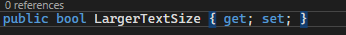 0 references
public bool LargerTextSize { get; set; }